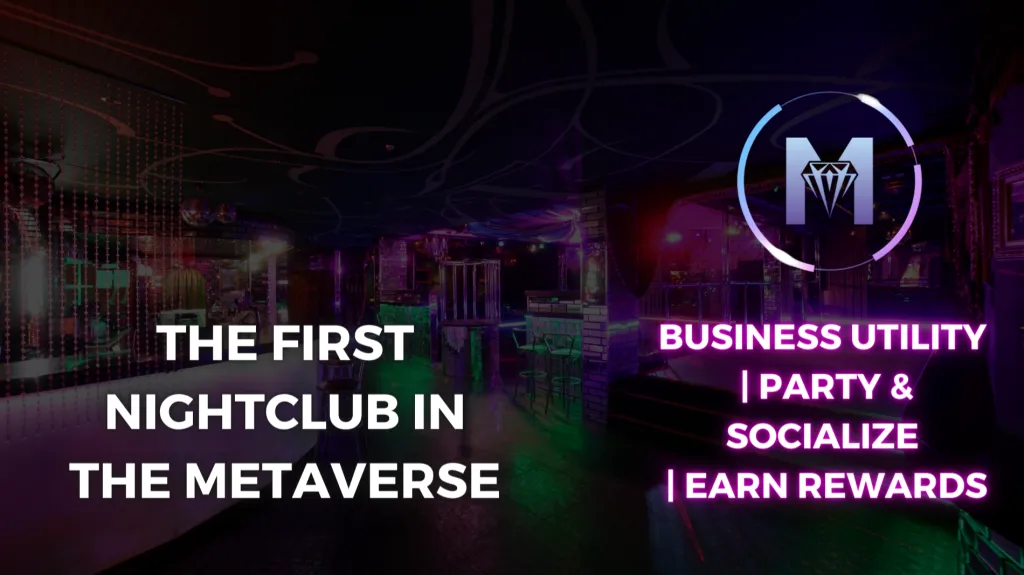 M
THE FIRST
NIGHTCLUB IN
THE METAVERSE
BUSINESS UTILITY
| PARTY &
SOCIALIZE
| EARN REWARDS